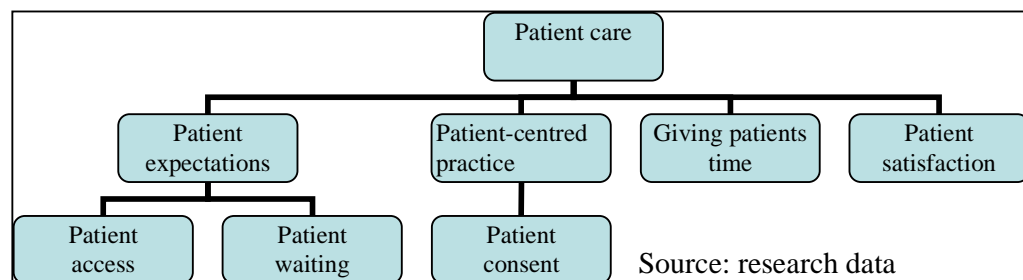 Patient care
Patient
expectations
Patient-centred
practice
Giving patients
time
Patient
satisfaction
Patient
access
Patient
waiting
Patient
consent
Source: research data